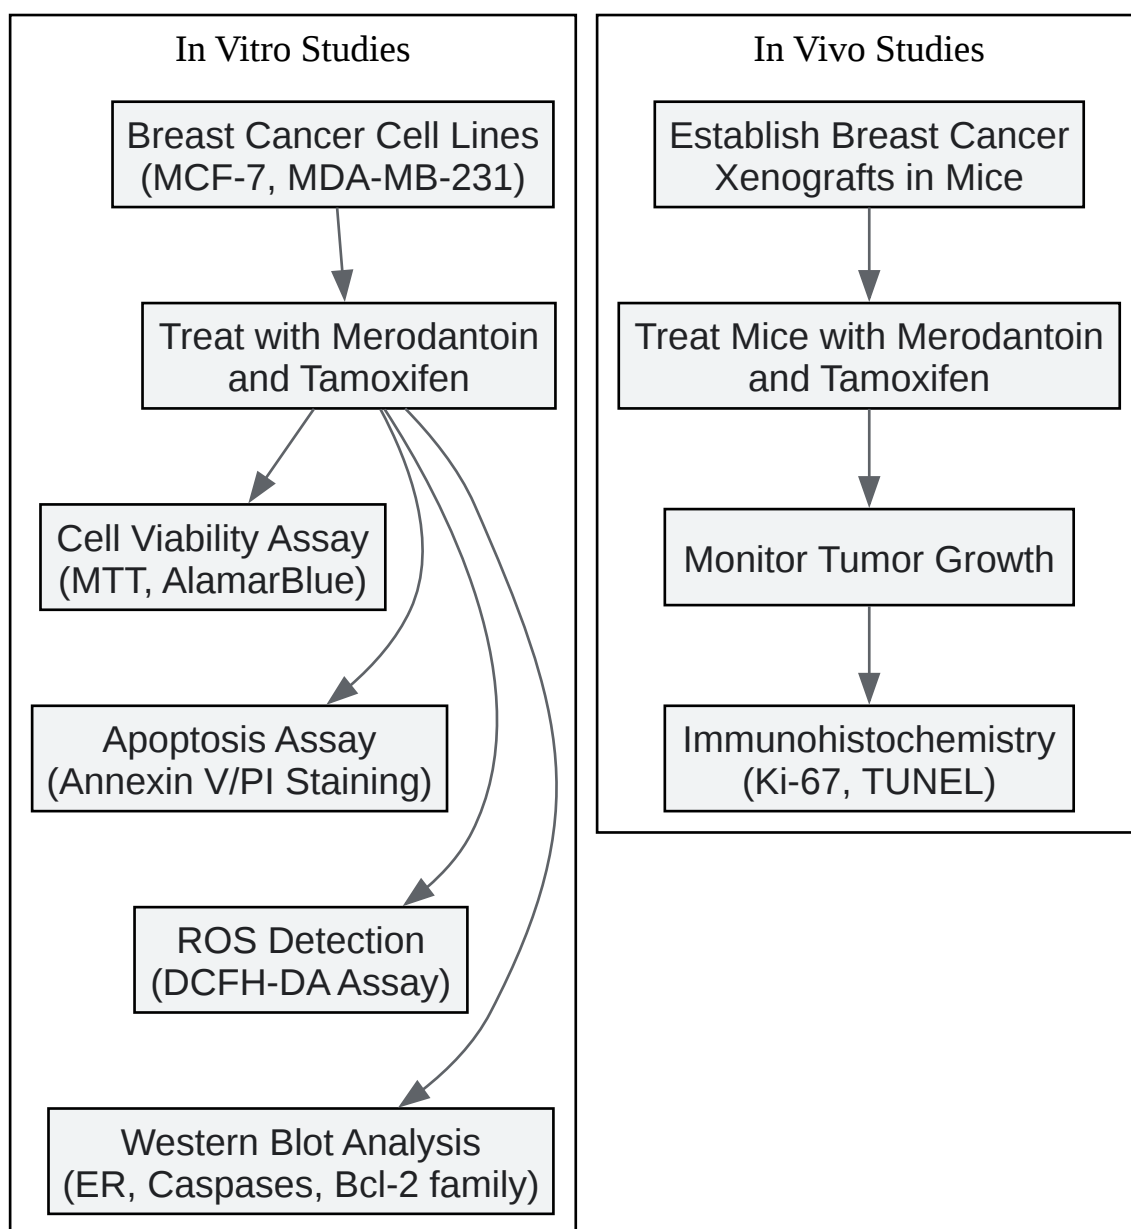 In Vitro Studies
Breast Cancer Cell Lines
(MCF-7, MDA-MB-231)
Treat with Merodantoin
and Tamoxifen
Cell Viability Assay
(MTT, AlamarBlue)
Apoptosis Assay
(Annexin V/PI Staining)
ROS Detection
(DCFH-DA Assay)
Western Blot Analysis
(ER, Caspases, Bcl-2 family)
In Vivo Studies
Establish Breast Cancer
Xenografts in Mice
Treat Mice with Merodantoin
and Tamoxifen
Monitor Tumor Growth
Immunohistochemistry
(Ki-67, TUNEL)